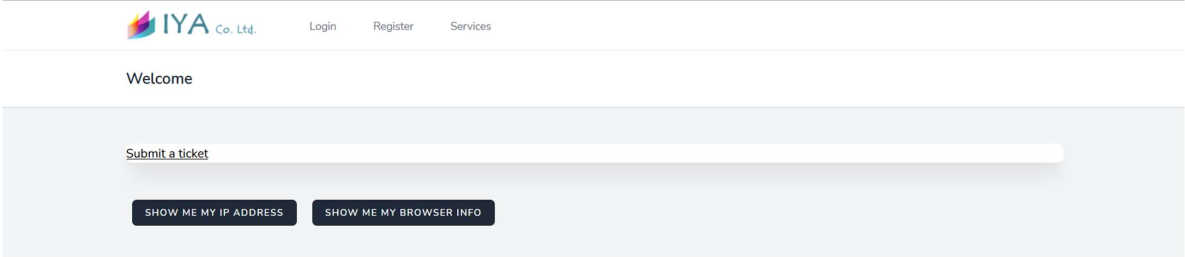 IYA Co. Ltd. Login Register Services
Welcome
Submit a ticket
SHOW ME MY IP ADDRESS SHOW ME MY BROWSER INFO